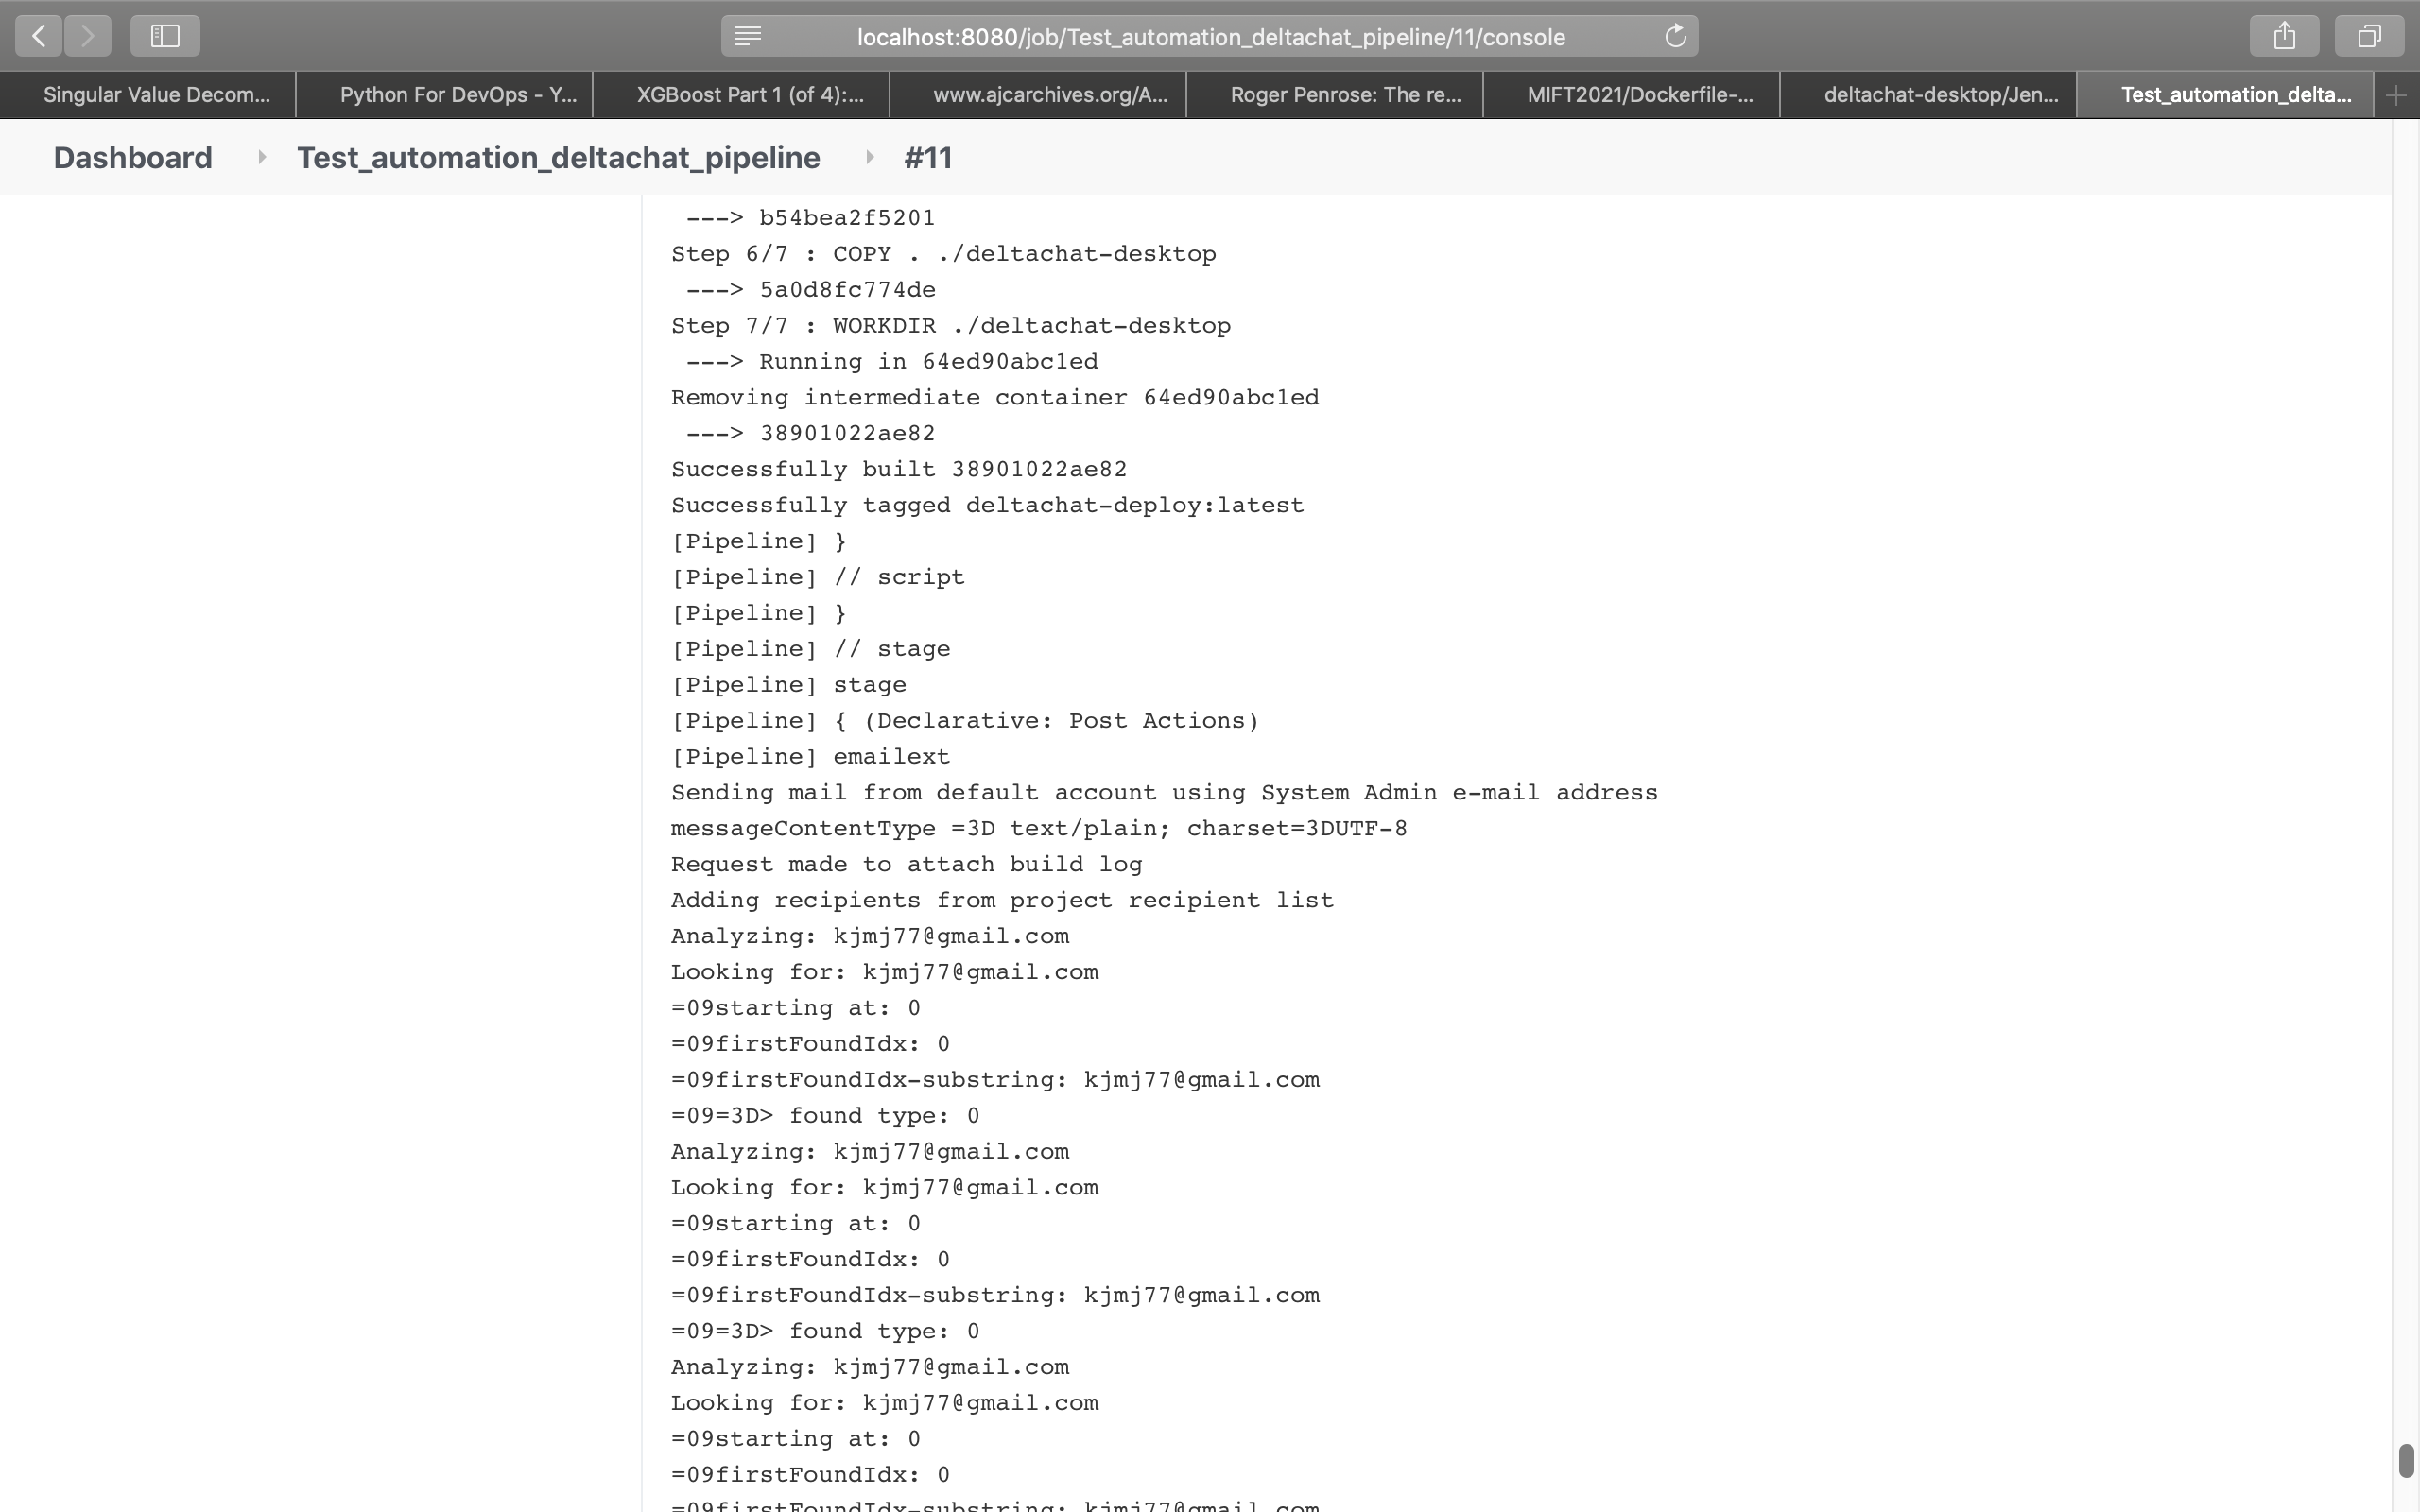 localhost:8080/job/Test_automation_deltachat_pipeline/11/console
Singular Value Decom...
Python For DevOps - Y...
XGBoost Part 1 (of 4):...
www.ajcarchives.org/A...
Roger Penrose: The re...
MIFT2021/Dockerfile-...
deltachat-desktop/Jen...
Test_automation_delta...
Dashboard
Test_automation_deltachat_pipeline
#11
---> b54bea2f5201
Step 6/7 : COPY . ./deltachat-desktop
---> 5a0d8fc774de
Step 7/7 : WORKDIR ./deltachat-desktop
---> Running in 64ed90abc1ed
Removing intermediate container 64ed90abc1ed
---> 38901022ae82
Successfully built 38901022ae82
Successfully tagged deltachat-deploy:latest
[Pipeline] }
[Pipeline] // script
[Pipeline] }
[Pipeline] // stage
[Pipeline] stage
[Pipeline] { (Declarative: Post Actions)
[Pipeline] emailext
Sending mail from default account using System Admin e-mail address
messageContentType =3D text/plain; charset=3DUTF-8
Request made to attach build log
Adding recipients from project recipient list
Analyzing: kjmj77@gmail.com
Looking for: kjmj77@gmail.com
=09starting at: 0
=09firstFoundIdx: 0
=09firstFoundIdx-substring: kjmj77@gmail.com
=09=3D> found type: 0
Analyzing: kjmj77@gmail.com
Looking for: kjmj77@gmail.com
=09starting at: 0
=09firstFoundIdx: 0
=09firstFoundIdx-substring: kjmj77@gmail.com
=09=3D> found type: 0
Analyzing: kjmj77@gmail.com
Looking for: kjmj77@gmail.com
=09starting at: 0
=09firstFoundIdx: 0
=09firstFoundIdx-substring: kjmj77@gmail.com